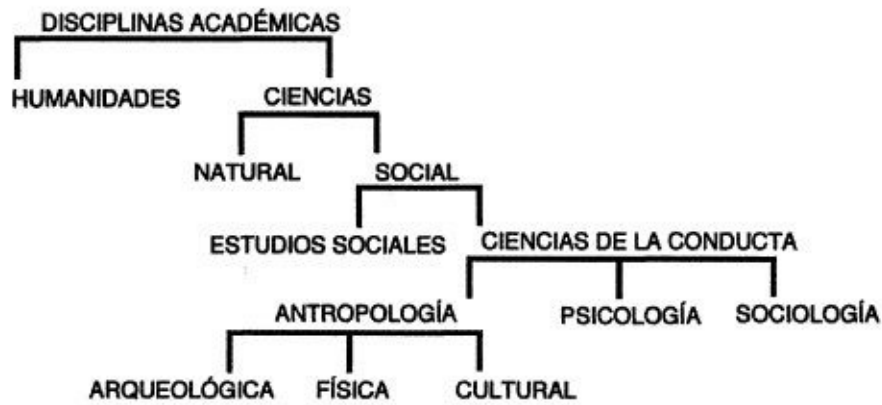 DISCIPLINAS ACADÉMICAS
HUMANIDADES CIENCIAS
NATURAL SOCIAL
ESTUDIOS SOCIALES CIENCIAS DE LA CONDUCTA
ANTROPOLOGÍA PSICOLOGÍA SOCIOLOGÍA
ARQUEOLÓGICA FÍSICA CULTURAL